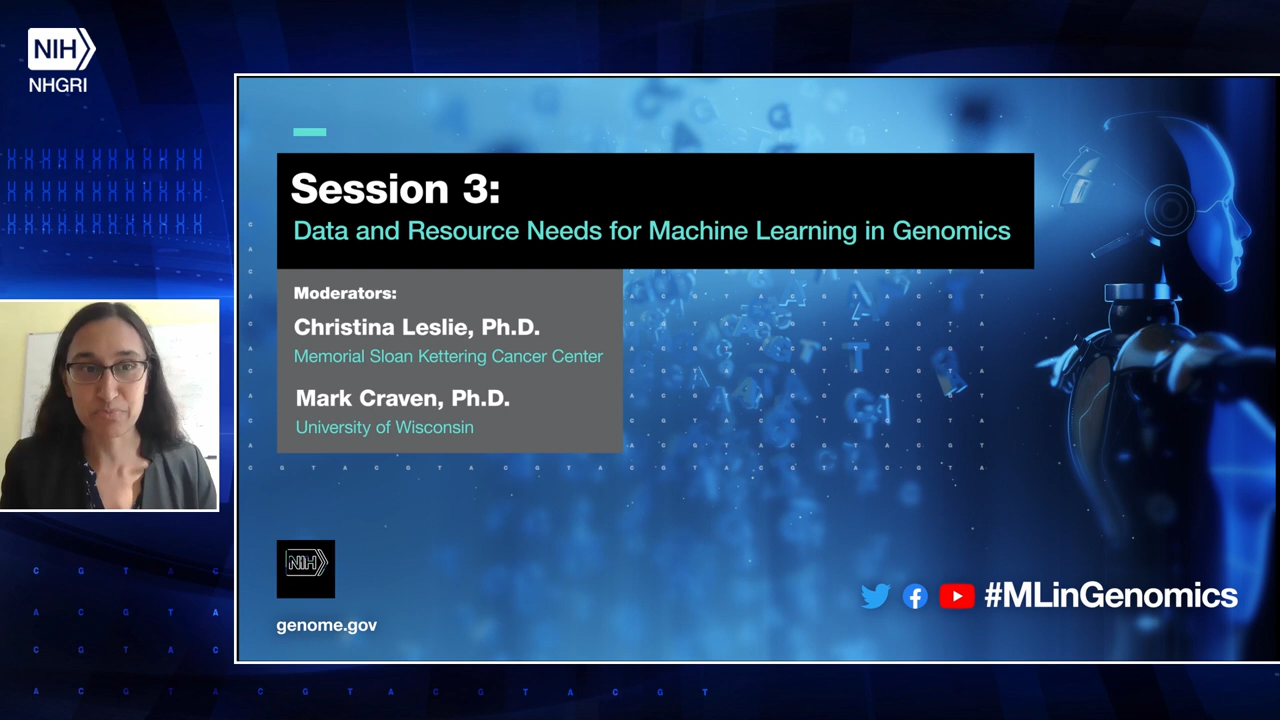 NIH
NHGRI
Session 3:
Data and Resource Needs for Machine Learning in Genomics
Moderators:
Christina Leslie, Ph.D.
Memorial Sloan Kettering Cancer Center
Mark Craven, Ph.D.
University of Wisconsin
NIH
genome.gov
#MLinGenomics